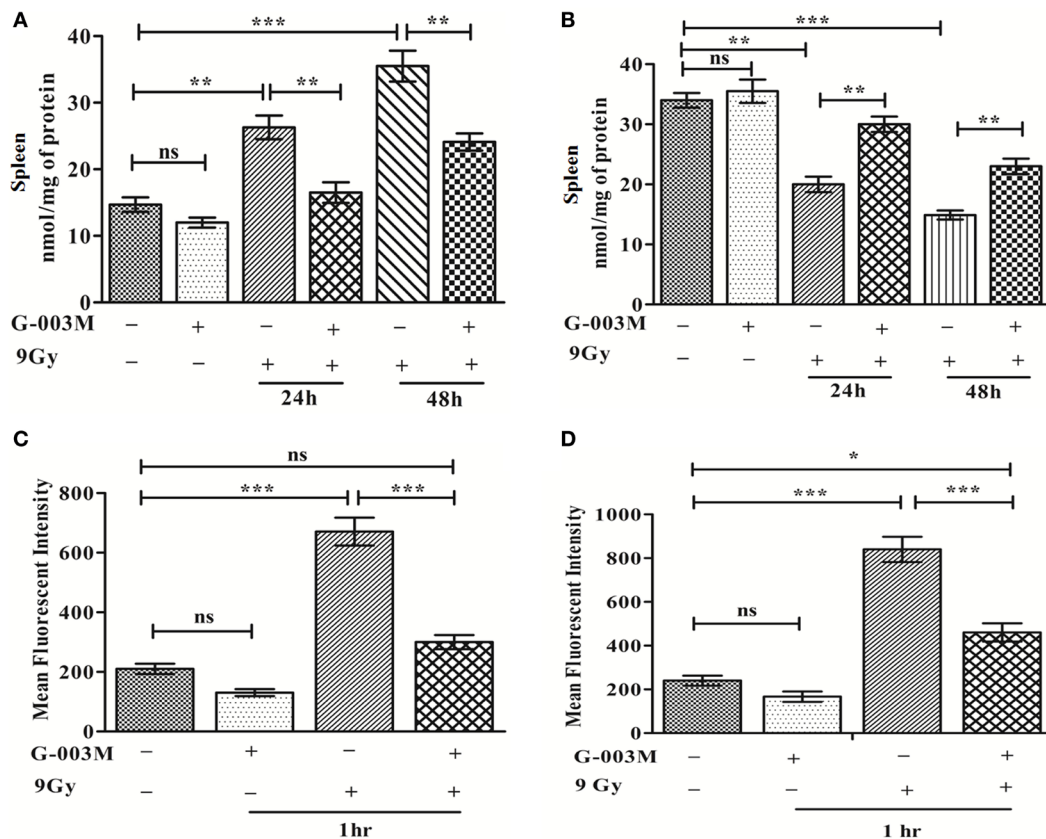 A
***
**
**
**
ns
40
30
20
10
0
Spleen
nmol/mg of protein
G-003M − + − + − +
9Gy − − + + + +
24h 48h
B
***
**
ns
**
**
40
30
20
10
0
Spleen
nmol/mg of protein
G-003M − + − + − +
9Gy − − + + + +
24h 48h
C
ns
***
***
ns
800
600
400
200
0
Mean Fluorescent Intensity
G-003M − + − +
9Gy − − + +
1hr
D
*
***
***
ns
1000
800
600
400
200
0
Mean Fluorescent Intensity
G-003M − + − +
9 Gy − − + +
1 hr